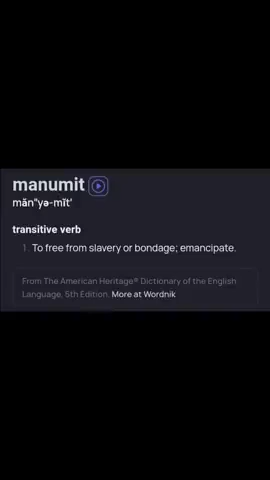 manumit
măn″yə-mĭt′
transitive verb
1 To free from slavery or bondage; emancipate.
From The American Heritage® Dictionary of the English
Language, 5th Edition. More at Wordnik